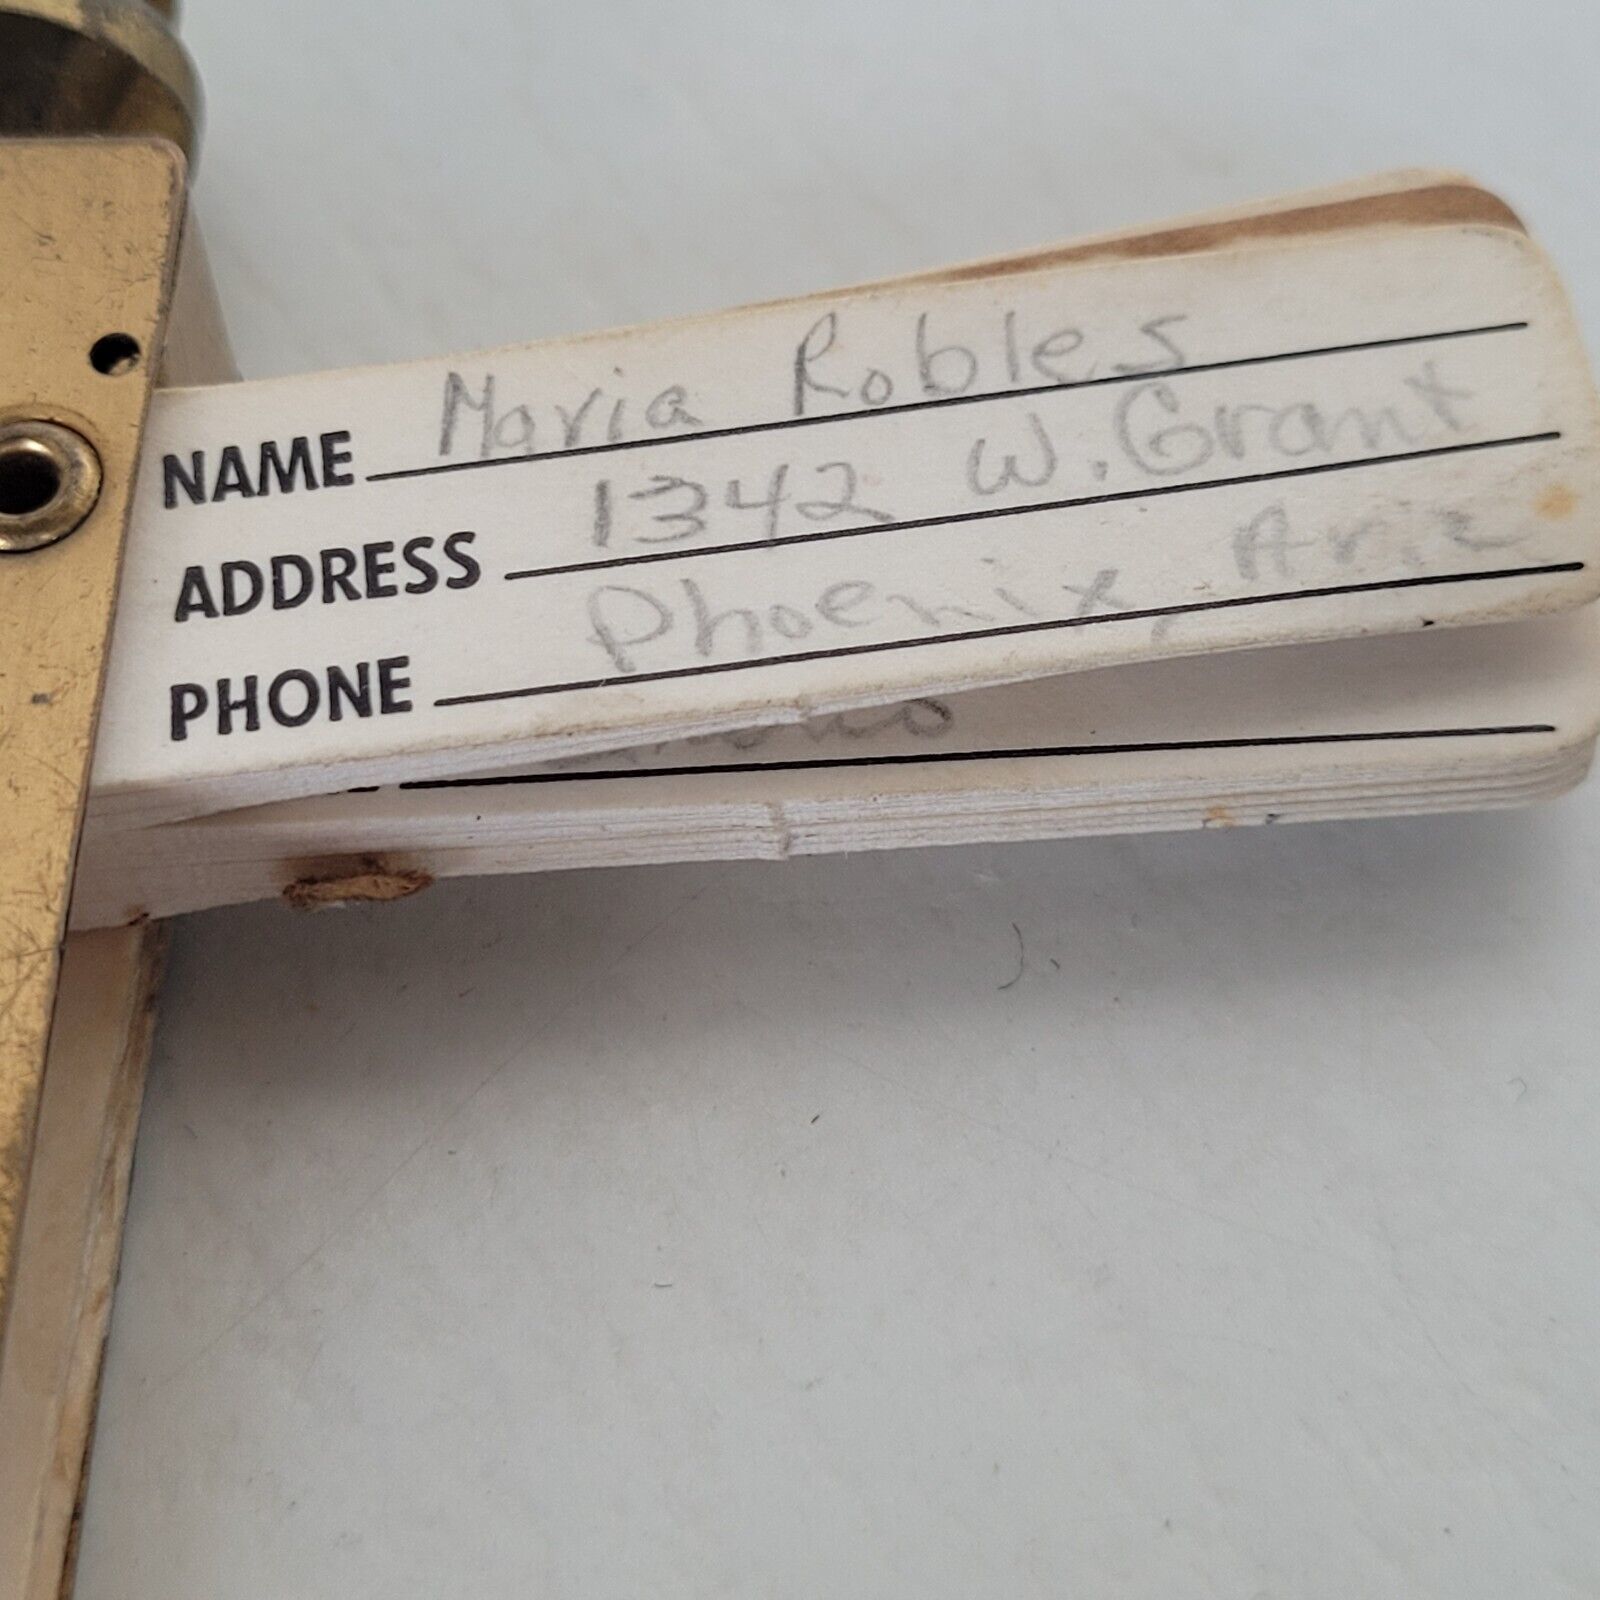 NAME Maria Robles
ADDRESS 1342 W. Grant
PHONE Phoenix, Ariz